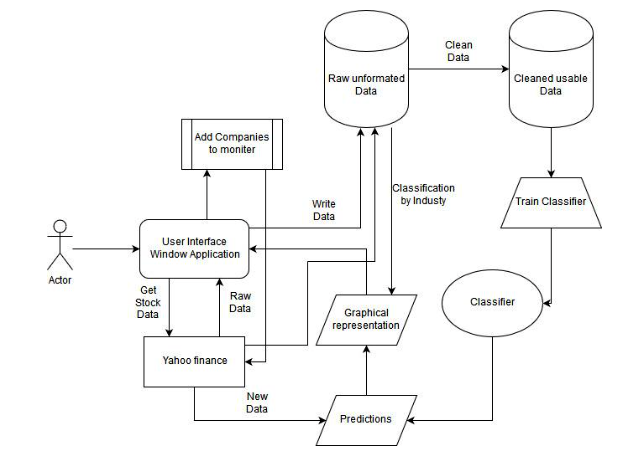 Clean
Data
Raw unformated
Data
Cleaned usable
Data
Add Companies
to moniter
Write
Data
Classification
by Industy
Train Classifier
User Interface
Window Application
Actor
Get
Stock
Data
Raw
Data
Graphical
representation
Classifier
Yahoo finance
New
Data
Predictions